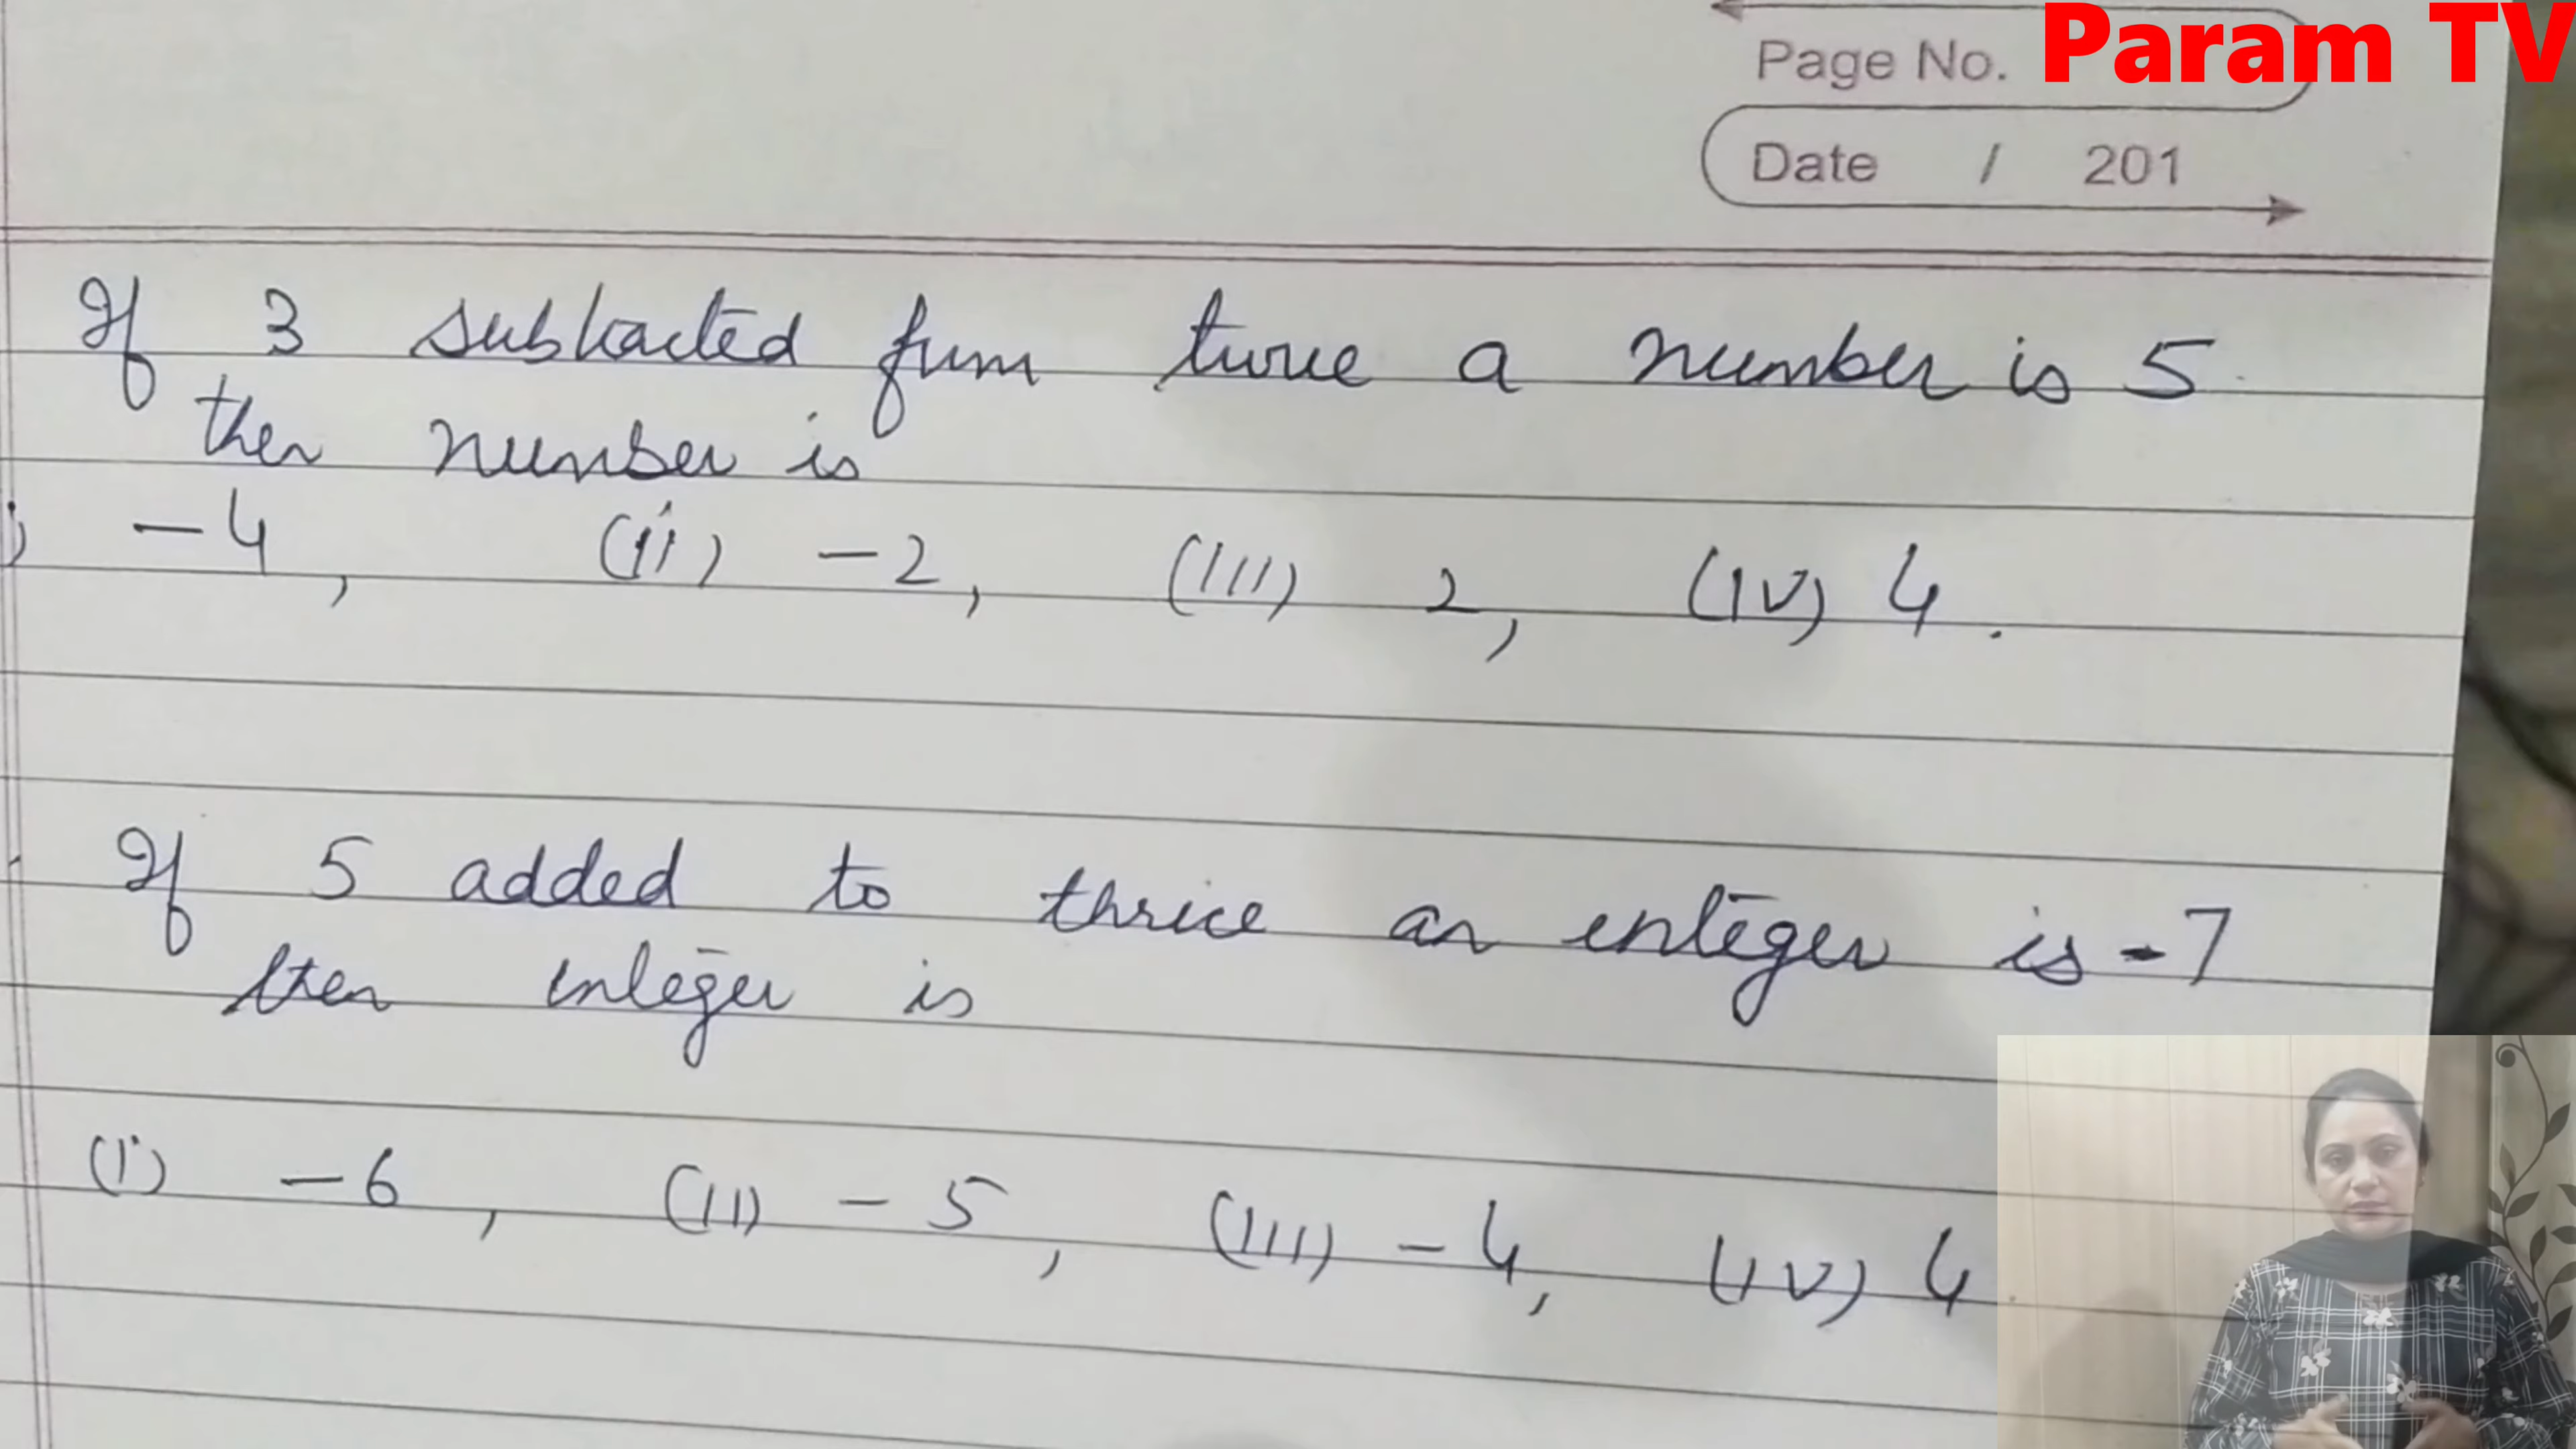 Param TV
Page No.
Date / 201
If 3 subtracted from twice a number is 5.
then number is
) -4, (ii) -2, (III) 2, (IV) 4.
If 5 added to thrice an integer is -7
then integer is
(i) -6, (II) -5, (III) -4, (IV) 4.